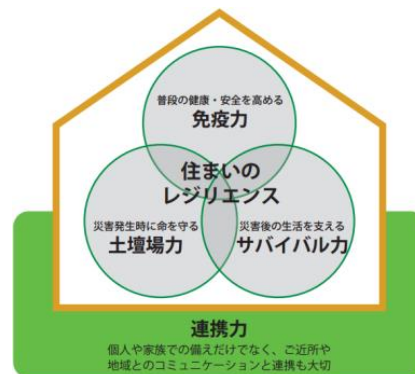 普段の健康・安全を高める
免疫力
住まいの
レジリエンス
災害発生時に命を守る
土壇場力
災害後の生活を支える
サバイバル力
連携力
個人や家族での備えだけでなく、ご近所や
地域とのコミュニケーションと連携も大切